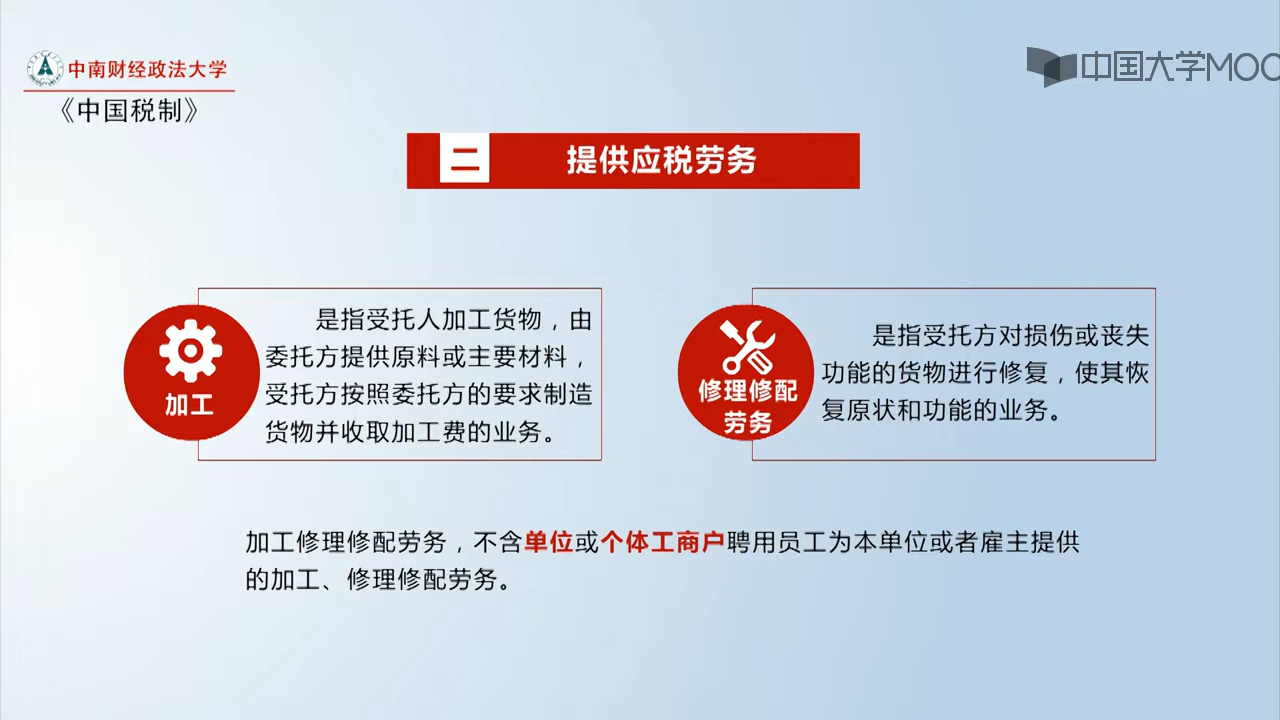 中南财经政法大学
《中国税制》
中国大学MOO
二 提供应税劳务
加工
是指受托人加工货物，由
委托方提供原料或主要材料，
受托方按照委托方的要求制造
货物并收取加工费的业务。
修理修配
劳务
是指受托方对损伤或丧失
功能的货物进行修复，使其恢
复原状和功能的业务。
加工修理修配劳务，不含单位或个体工商户聘用员工为本单位或者雇主提供
的加工、修理修配劳务。